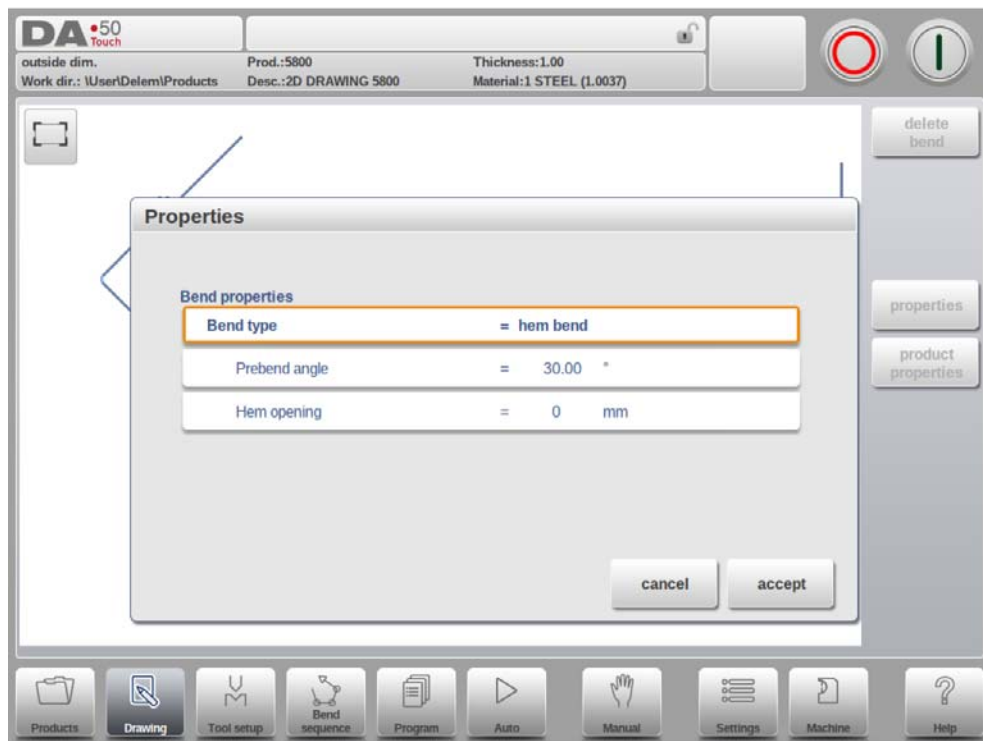 DA 50
Touch
outside dim. Prod.:5800 Thickness:1.00
Work dir.: \User\Delem\Products Desc.:2D DRAWING 5800 Material:1 STEEL (1.0037)
delete
bend
Properties
Bend properties
Bend type = hem bend
properties
Prebend angle = 30.00 °
product
properties
Hem opening = 0 mm
cancel accept
Products Drawing Tool setup Bend sequence Program Auto Manual Settings Machine Help